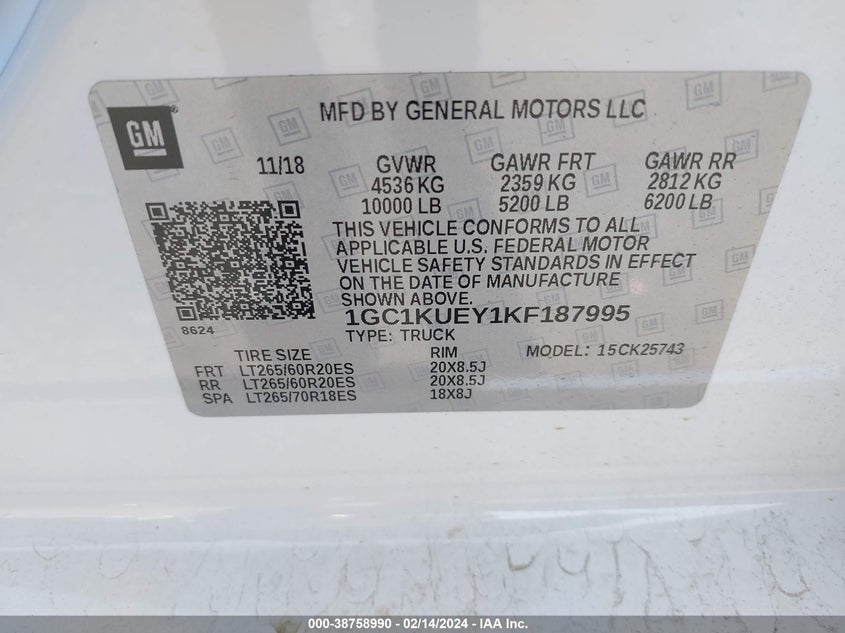 MFD BY GENERAL MOTORS LLC
GM
11/18 GVWR GAWR FRT GAWR RR
4536 KG 2359 KG 2812 KG
10000 LB 5200 LB 6200 LB
THIS VEHICLE CONFORMS TO ALL
APPLICABLE U.S. FEDERAL MOTOR
VEHICLE SAFETY STANDARDS IN EFFECT
ON THE DATE OF MANUFACTURE
SHOWN ABOVE.
8624
1GC1KUEY1KF187995
TYPE: TRUCK
TIRE SIZE RIM MODEL: 15CK25743
FRT LT265/60R20ES 20X8.5J
RR LT265/60R20ES 20X8.5J
SPA LT265/70R18ES 18X8J
000-38758990 - 02/14/2024 - IAA Inc.